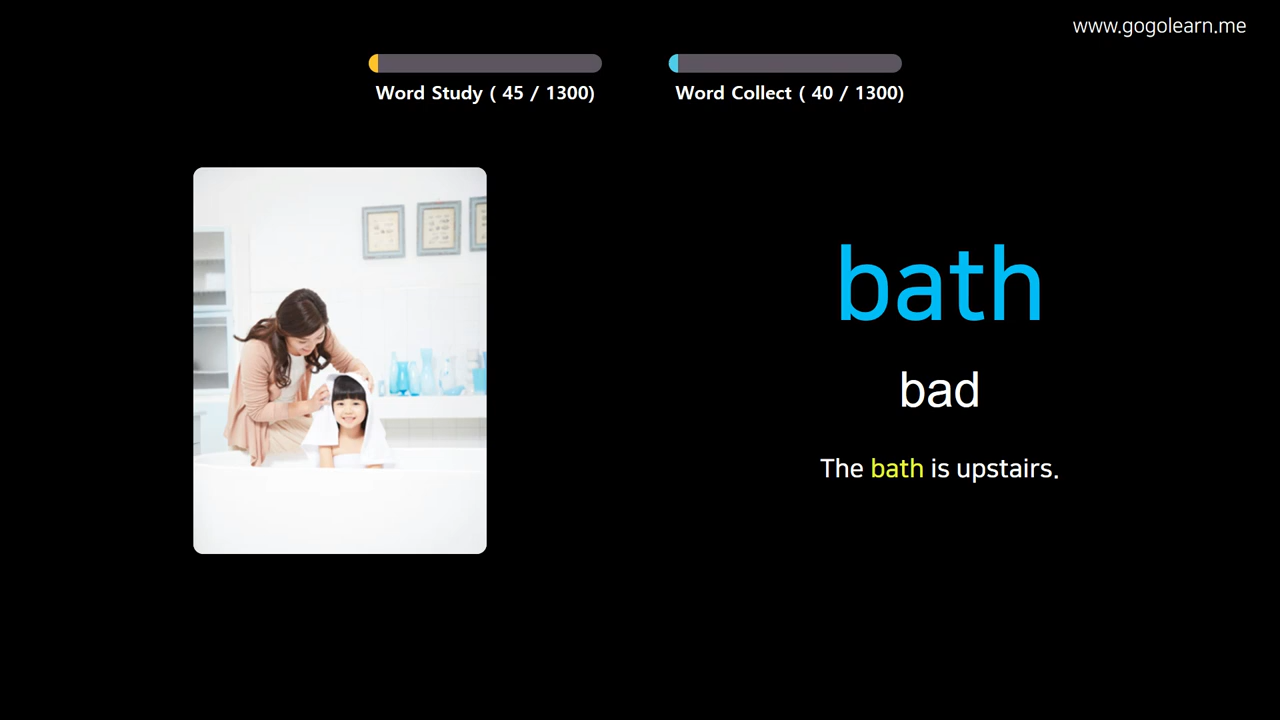 www.gogolearn.me
Word Study ( 45 / 1300)
Word Collect ( 40 / 1300)
bath
bad
The bath is upstairs.